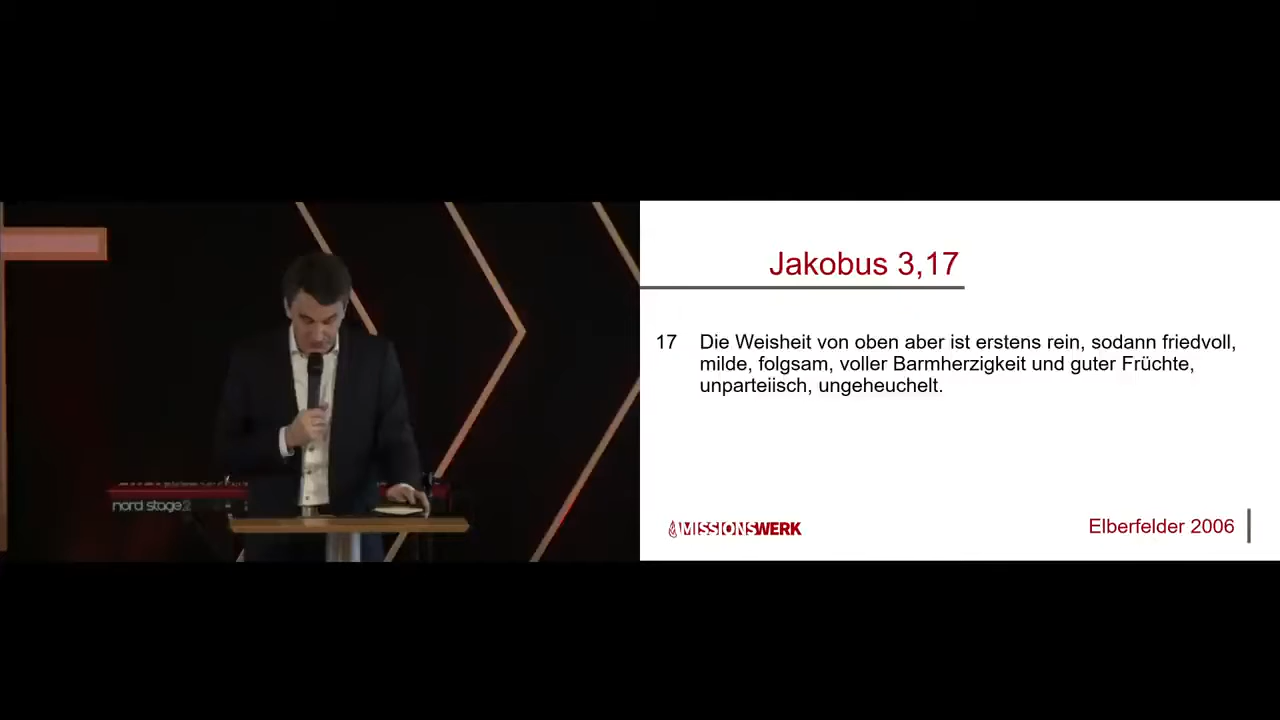 nord stage 2
Jakobus 3,17
17 Die Weisheit von oben aber ist erstens rein, sodann friedvoll,
milde, folgsam, voller Barmherzigkeit und guter Früchte,
unparteiisch, ungeheuchelt.
MISSIONSWERK
Elberfelder 2006